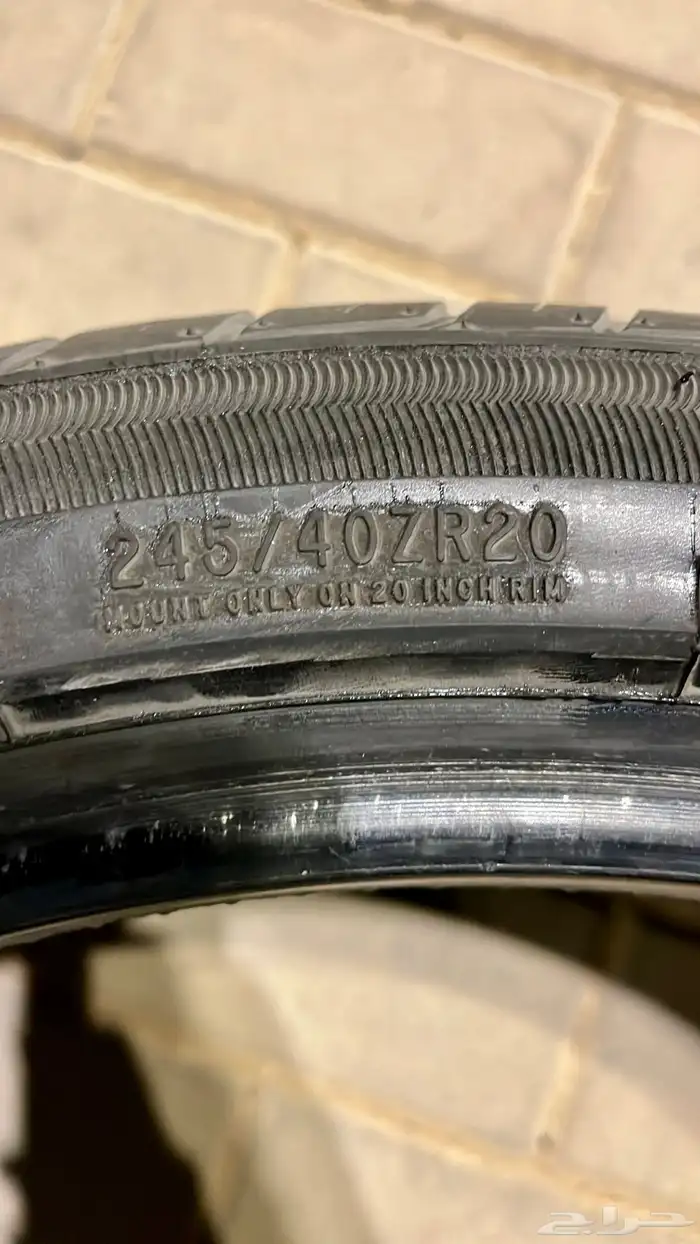 245/40ZR20
MOUNT ONLY ON 20 INCH RIM
حراج